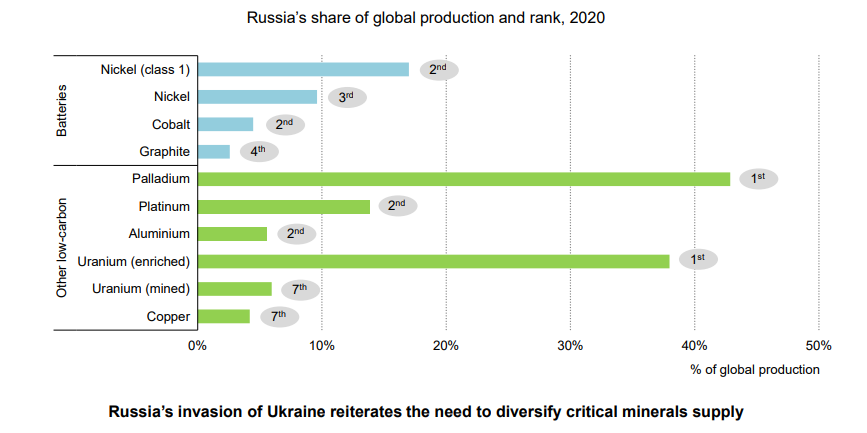 Russia's share of global production and rank, 2020
Batteries
Nickel (class 1) 2nd
Nickel 3rd
Cobalt 2nd
Graphite 4th
Other low-carbon
Palladium 1st
Platinum 2nd
Aluminium 2nd
Uranium (enriched) 1st
Uranium (mined) 7th
Copper 7th
0% 10% 20% 30% 40% 50%
% of global production
Russia's invasion of Ukraine reiterates the need to diversify critical minerals supply